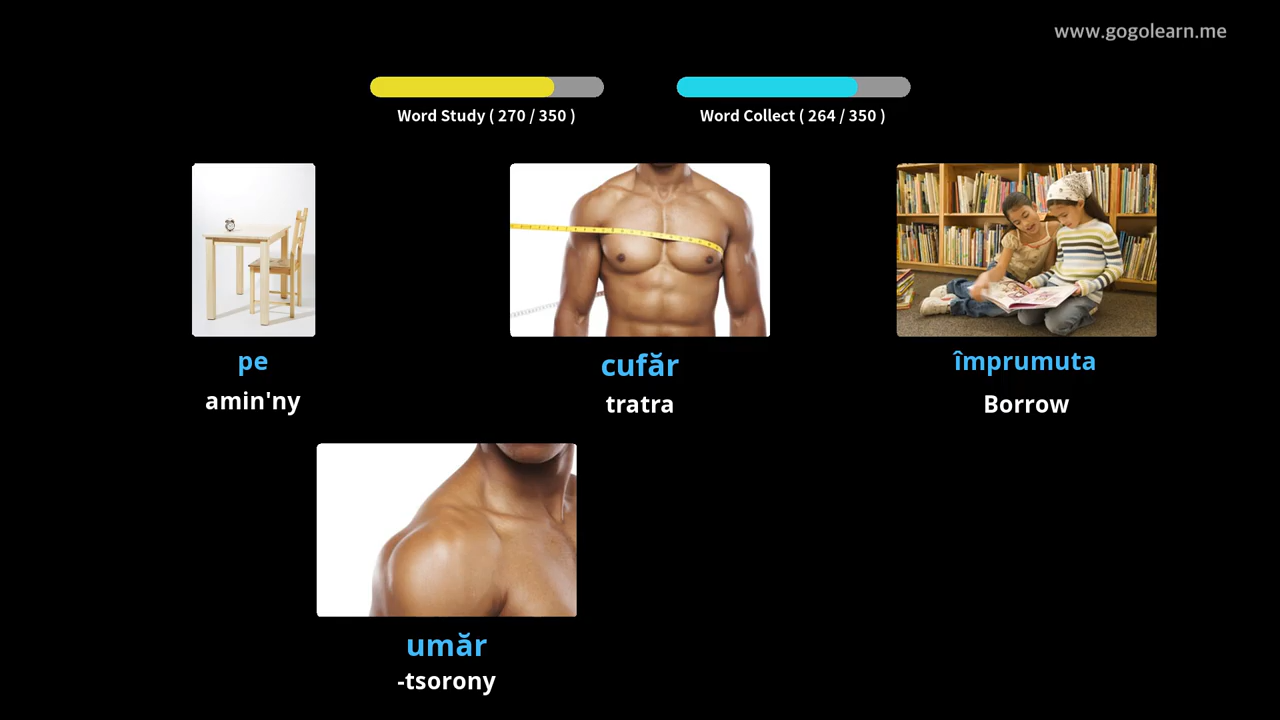 www.gogolearn.me
Word Study ( 270 / 350 )
Word Collect ( 264 / 350 )
pe
amin'ny
cufăr
tratra
împrumuta
Borrow
umăr
-tsorony